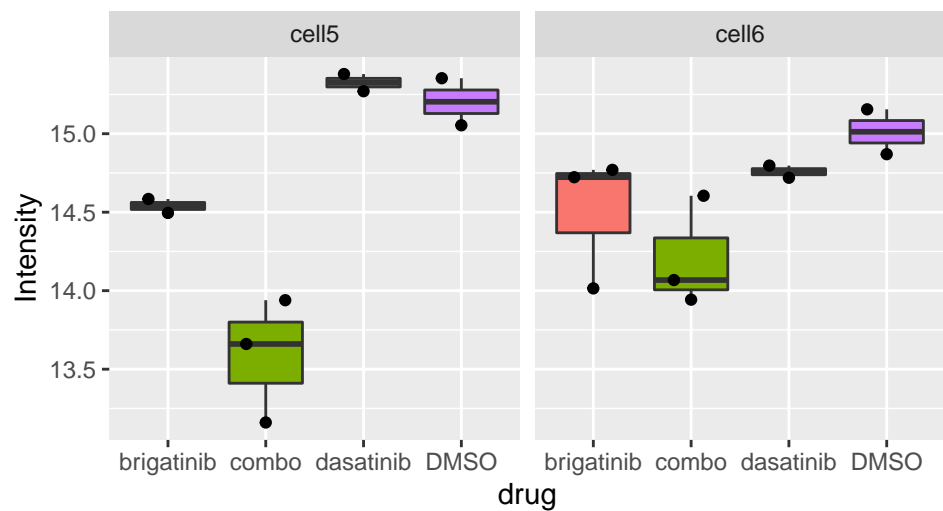 cell5 cell6
Intensity
15.0
14.5
14.0
13.5
brigatinib combo dasatinib DMSO brigatinib combo dasatinib DMSO
drug